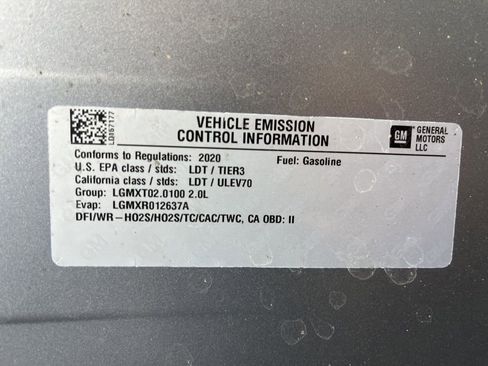 VEHICLE EMISSION
CONTROL INFORMATION
GM
GENERAL
MOTORS
LLC
Conforms to Regulations: 2020 Fuel: Gasoline
U.S. EPA class / stds: LDT / TIER3
California class / stds: LDT / ULEV70
Group: LGMXT02.0100 2.0L
Evap: LGMXR012637A
DFI/WR-HO2S/HO2S/TC/CAC/TWC, CA OBD: II